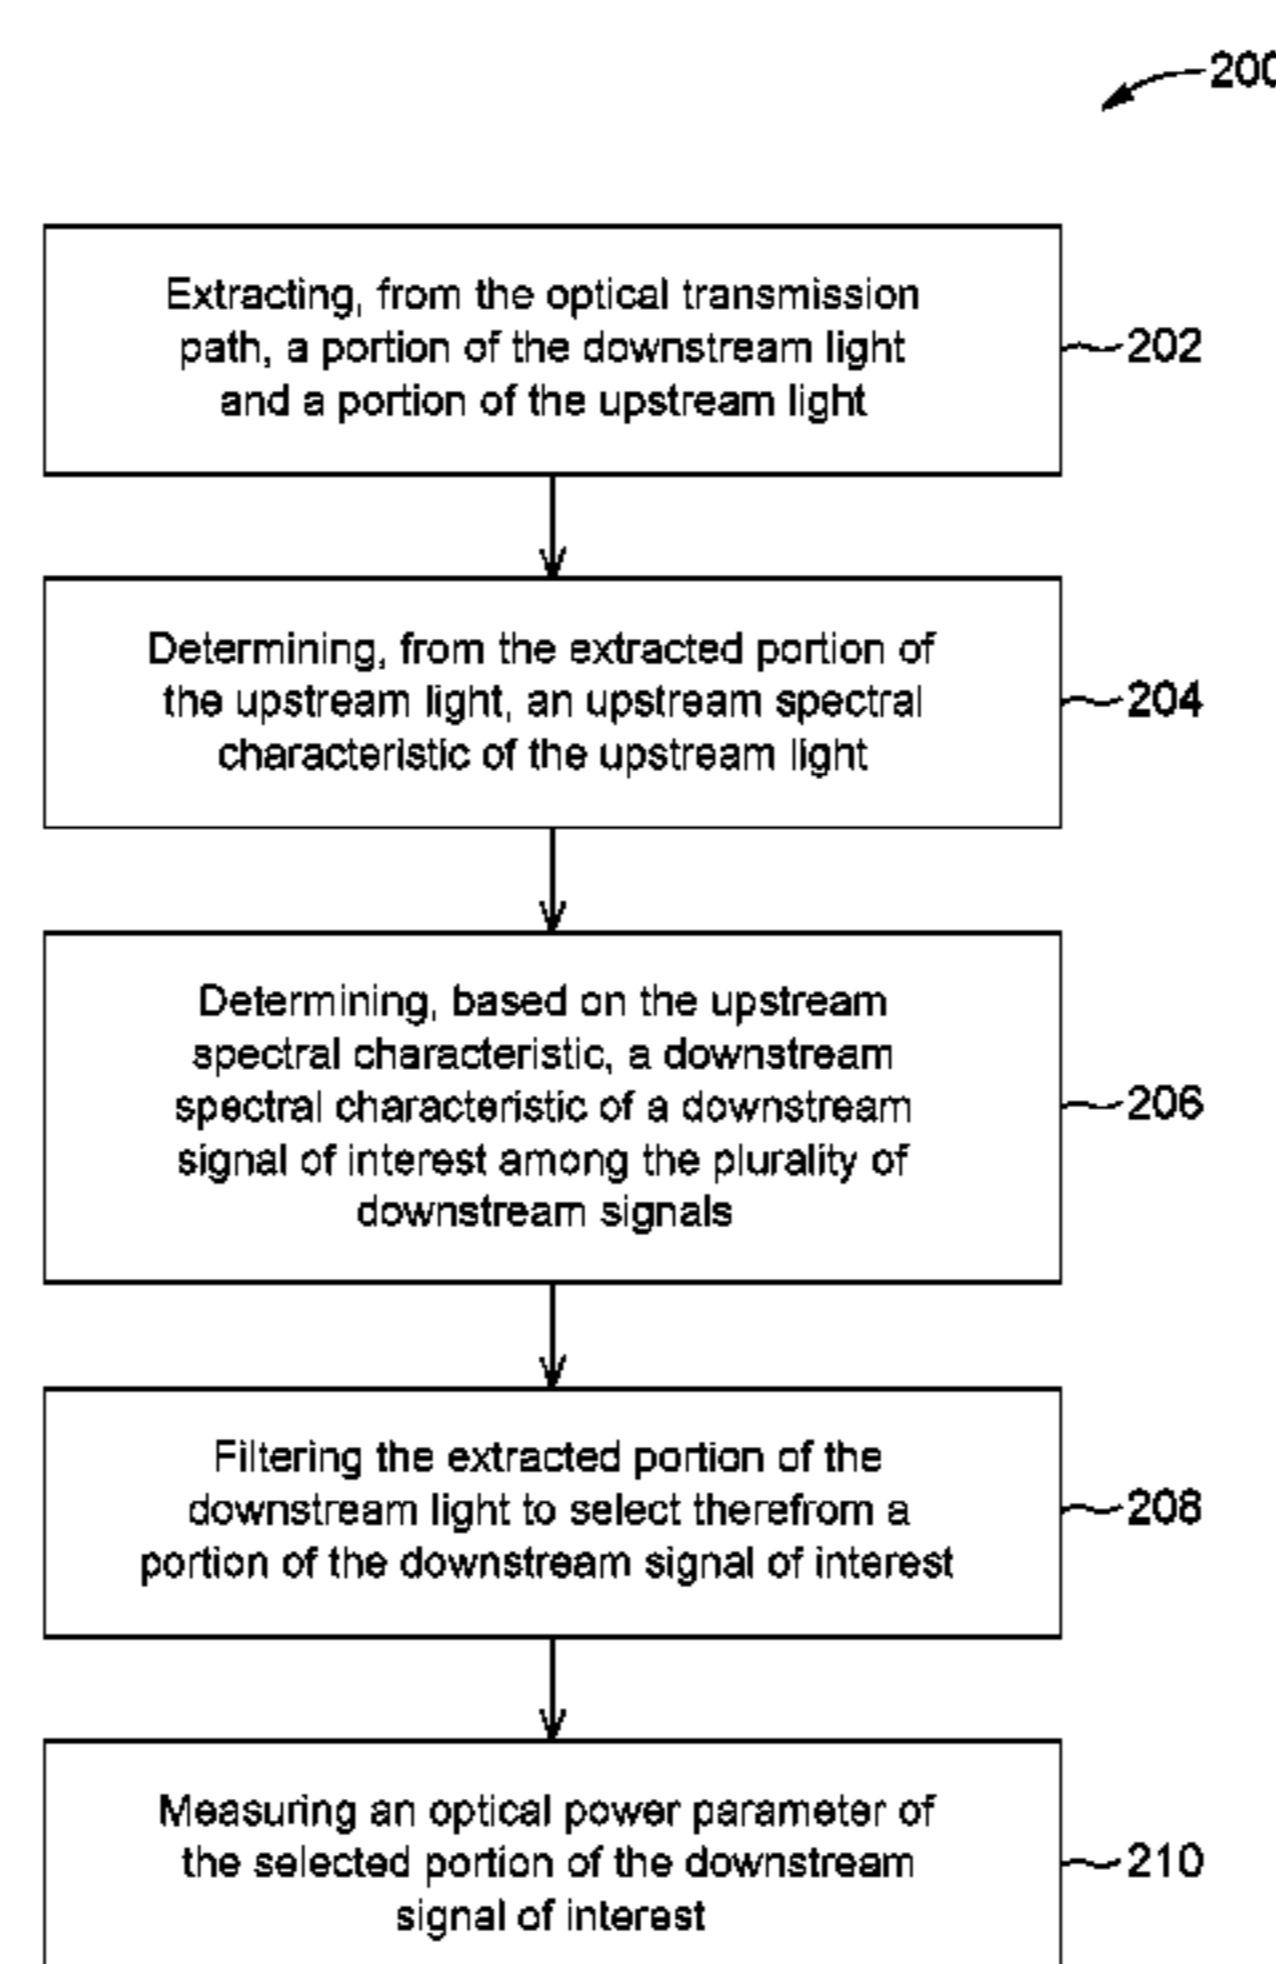 200
Extracting, from the optical transmission
path, a portion of the downstream light
and a portion of the upstream light
202
Determining, from the extracted portion of
the upstream light, an upstream spectral
characteristic of the upstream light
204
Determining, based on the upstream
spectral characteristic, a downstream
spectral characteristic of a downstream
signal of interest among the plurality of
downstream signals
206
Filtering the extracted portion of the
downstream light to select therefrom a
portion of the downstream signal of interest
208
Measuring an optical power parameter of
the selected portion of the downstream
signal of interest
210